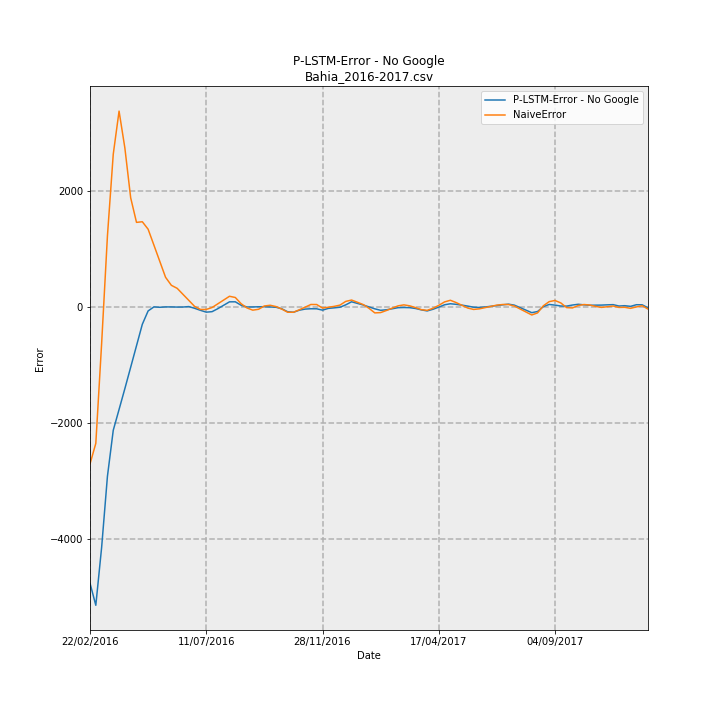 P-LSTM-Error - No Google
Bahia_2016-2017.csv
P-LSTM-Error - No Google
NaiveError
2000
0
−2000
−4000
Error
22/02/2016 11/07/2016 28/11/2016 17/04/2017 04/09/2017
Date